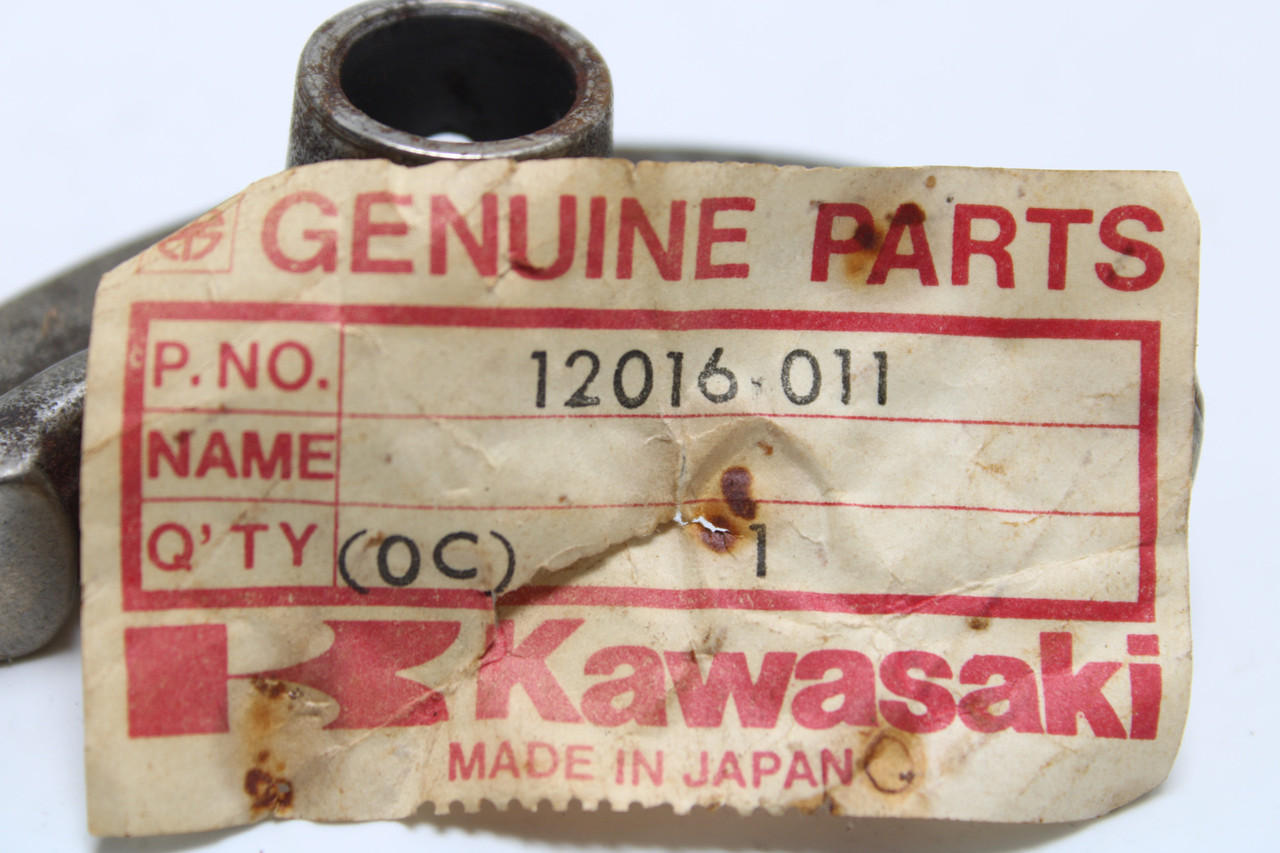 GENUINE PARTS
P. NO. 12016-011
NAME
Q'TY (OC) 1
Kawasaki
MADE IN JAPAN